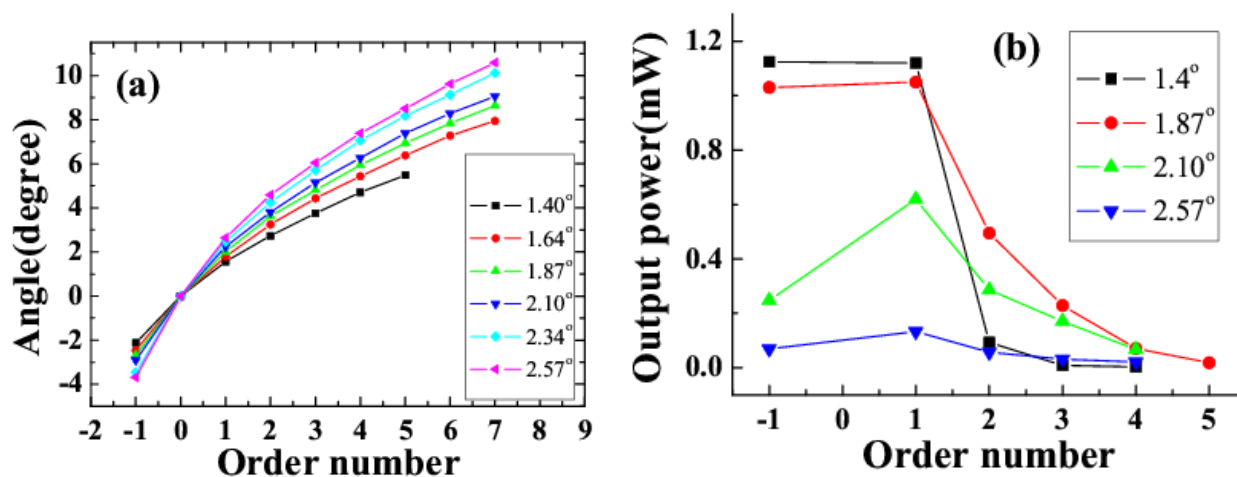 (a)
Angle(degree)
10
8
6
4
2
0
-2
-4
-2 -1 0 1 2 3 4 5 6 7 8 9
Order number
1.40°
1.64°
1.87°
2.10°
2.34°
2.57°
(b)
Output power(mW)
1.2
0.8
0.4
0.0
-1 0 1 2 3 4 5
Order number
1.4°
1.87°
2.10°
2.57°